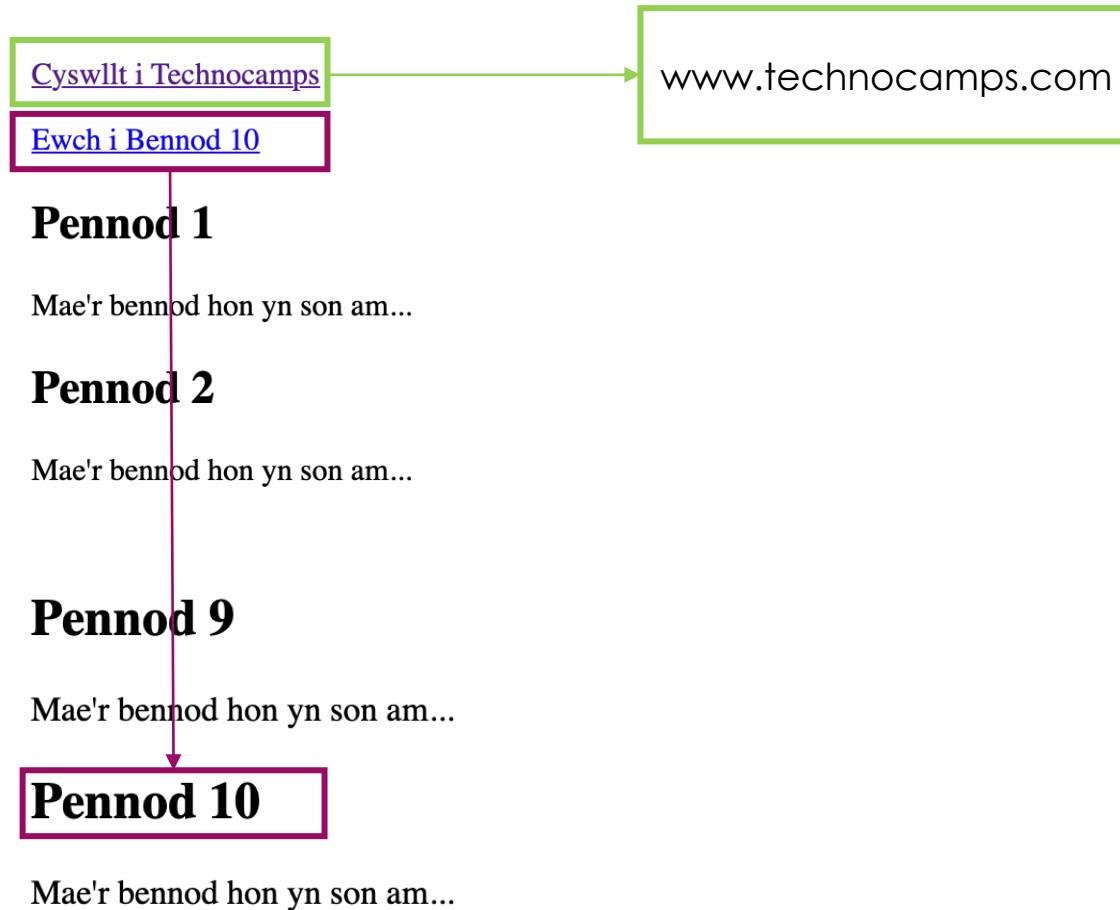 Cyswllt i Technocamps
www.technocamps.com
Ewch i Bennod 10
Pennod 1
Mae'r bennod hon yn son am...
Pennod 2
Mae'r bennod hon yn son am...
Pennod 9
Mae'r bennod hon yn son am...
Pennod 10
Mae'r bennod hon yn son am...